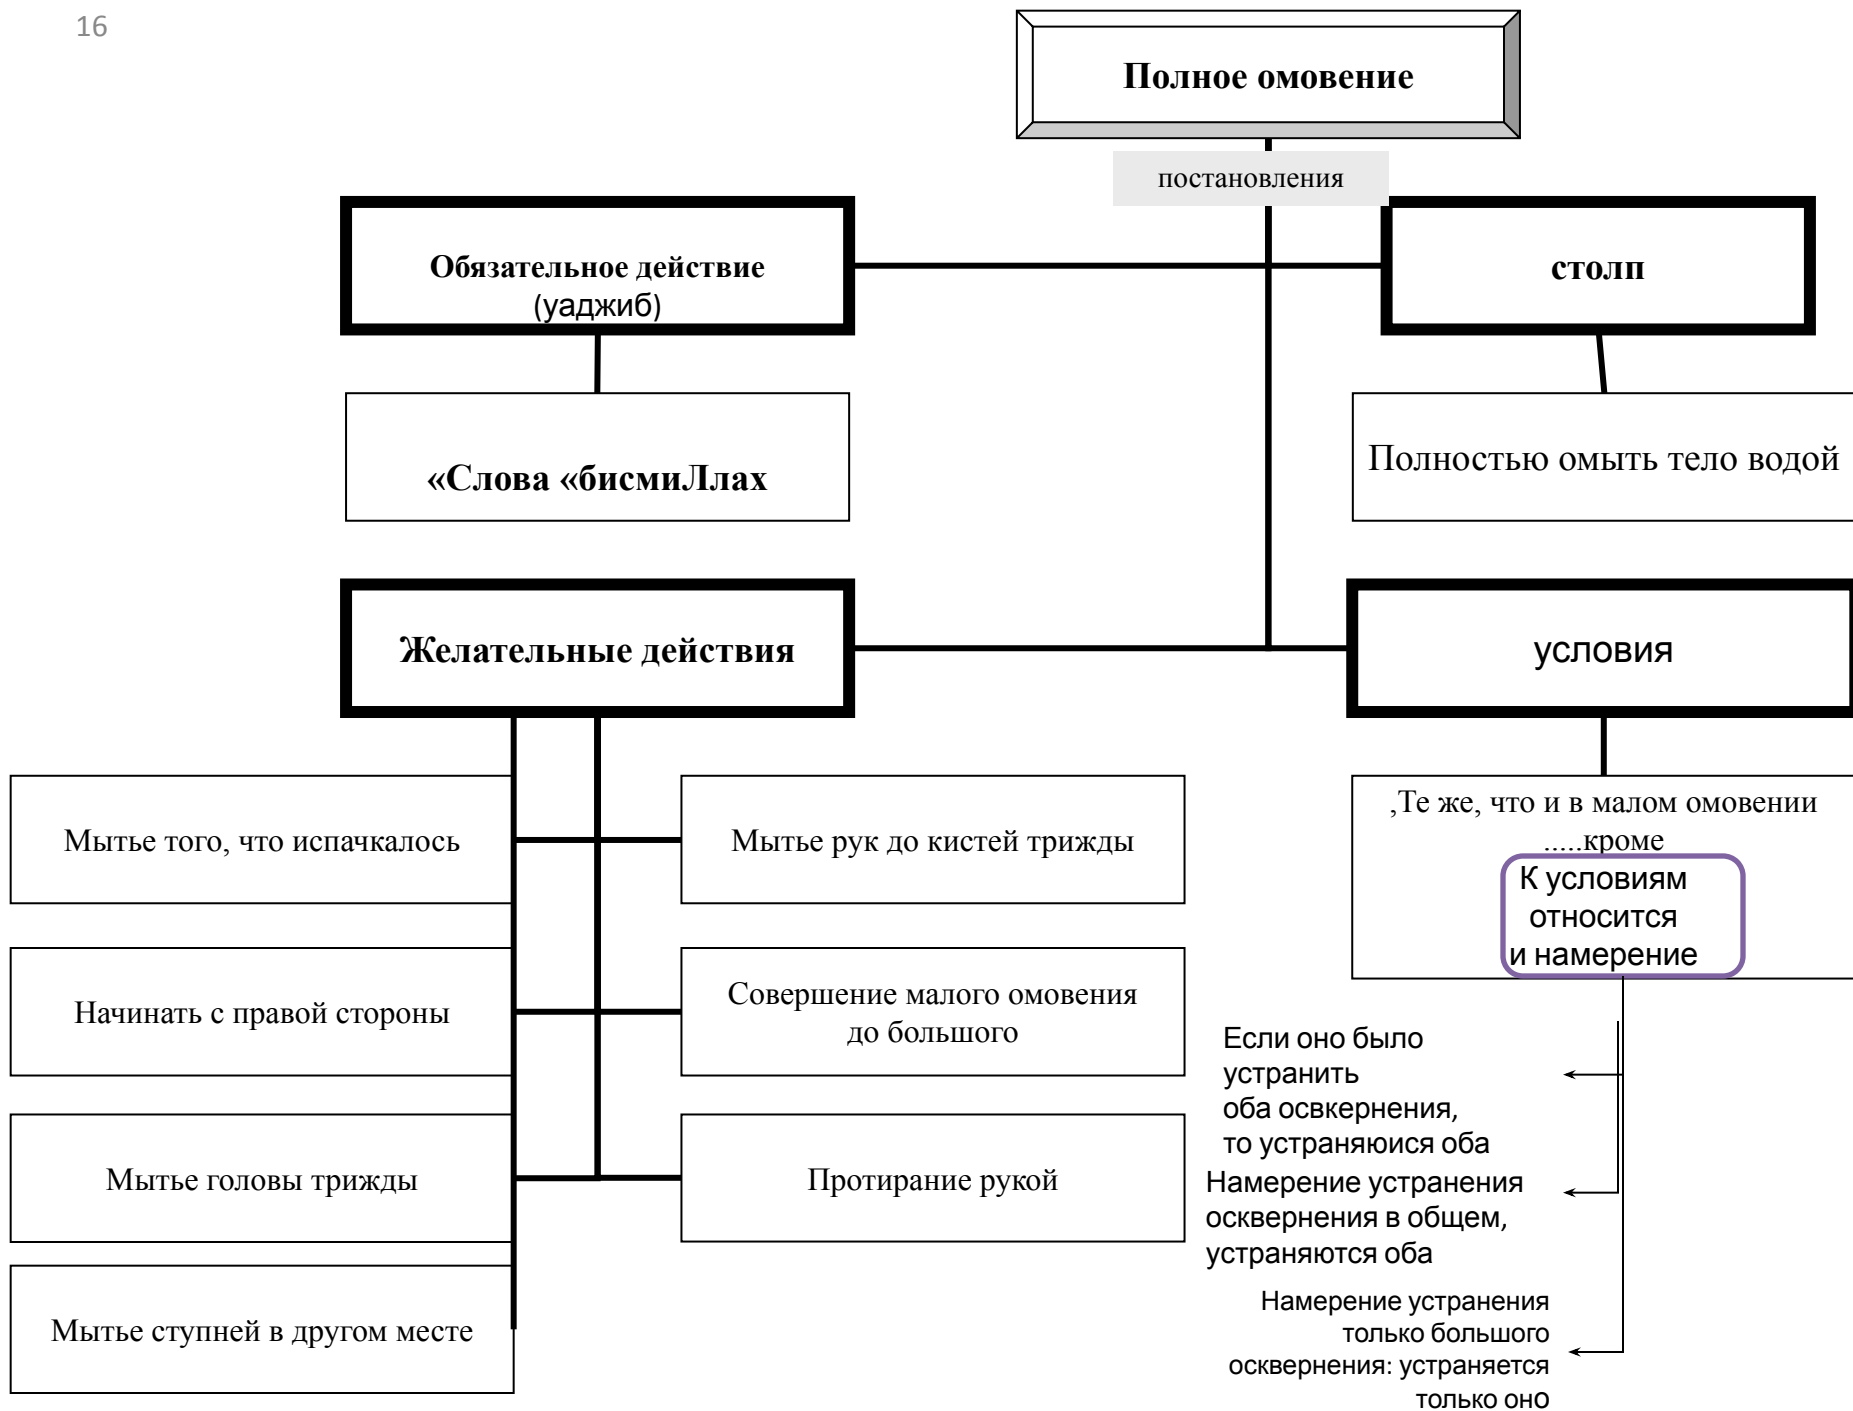 16
Полное омовение
постановления
Обязательное действие
(уаджиб)
столп
«Слова «бисмиЛлах
Полностью омыть тело водой
Желательные действия
условия
Мытье того, что испачкалось
Мытье рук до кистей трижды
,Те же, что и в малом омовении
.....кроме
К условиям
относится
и намерение
Начинать с правой стороны
Совершение малого омовения
до большого
Если оно было
устранить
оба освкернения,
то устраняюися оба
Мытье головы трижды
Протирание рукой
Намерение устранения
осквернения в общем,
устраняются оба
Мытье ступней в другом месте
Намерение устранения
только большого
осквернения: устраняется
только оно